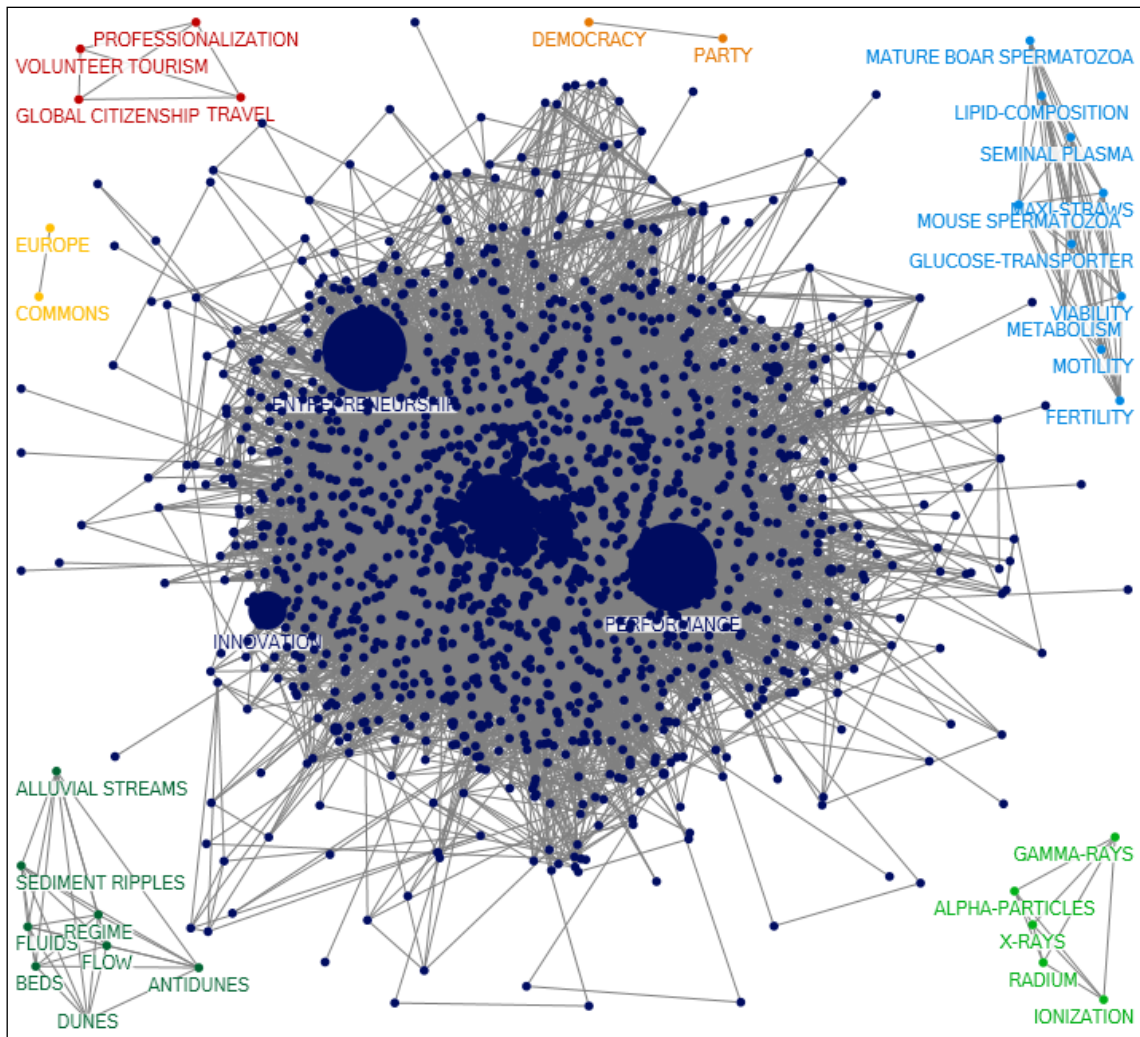 PROFESSIONALIZATION
VOLUNTEER TOURISM
GLOBAL CITIZENSHIP
TRAVEL
DEMOCRACY
PARTY
MATURE BOAR SPERMATOZOA
LIPID-COMPOSITION
SEMINAL PLASMA
MAXI-STRAWS
MOUSE SPERMATOZOA
GLUCOSE-TRANSPORTER
VIABILITY
METABOLISM
MOTILITY
FERTILITY
EUROPE
COMMONS
ENTREPRENEURSHIP
INNOVATION
PERFORMANCE
ALLUVIAL STREAMS
SEDIMENT RIPPLES
REGIME
FLUIDS
FLOW
BEDS
ANTIDUNES
DUNES
GAMMA-RAYS
ALPHA-PARTICLES
X-RAYS
RADIUM
IONIZATION